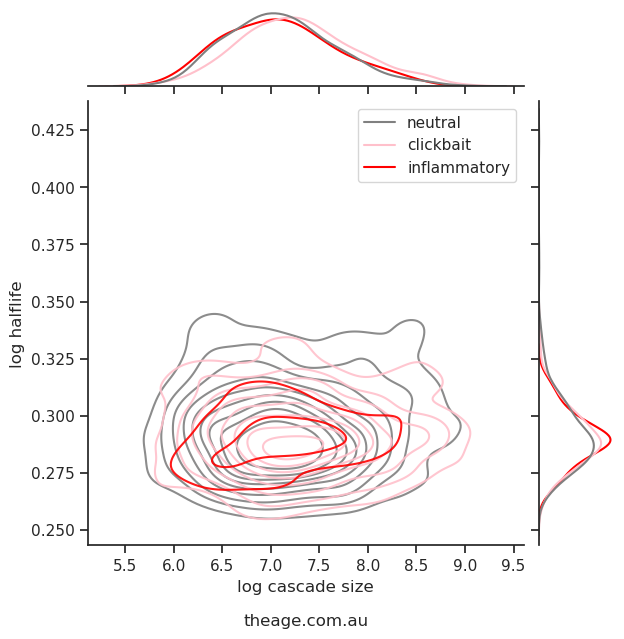 neutral
clickbait
inflammatory
0.425
0.400
0.375
0.350
0.325
0.300
0.275
0.250
log halflife
5.5 6.0 6.5 7.0 7.5 8.0 8.5 9.0 9.5
log cascade size
theage.com.au